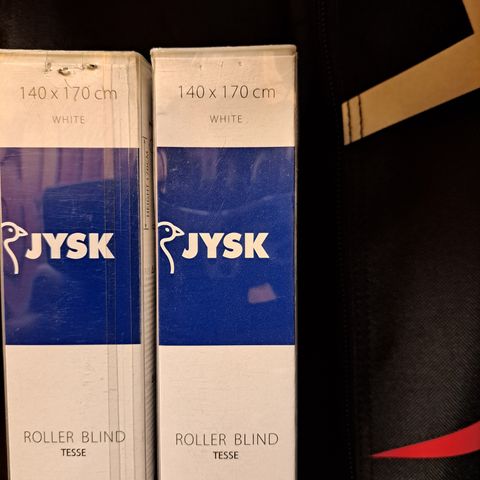 140 x 170 cm
WHITE
JYSK
ROLLER BLIND
TESSE
140 x 170 cm
WHITE
JYSK
ROLLER BLIND
TESSE